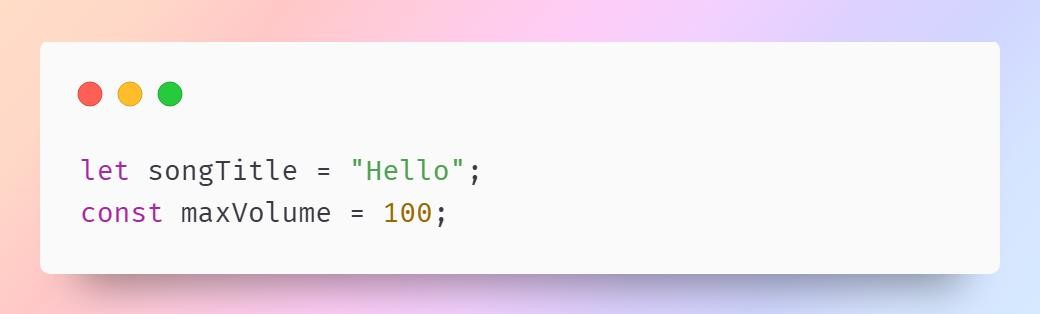 let songTitle = "Hello";
const maxVolume = 100;